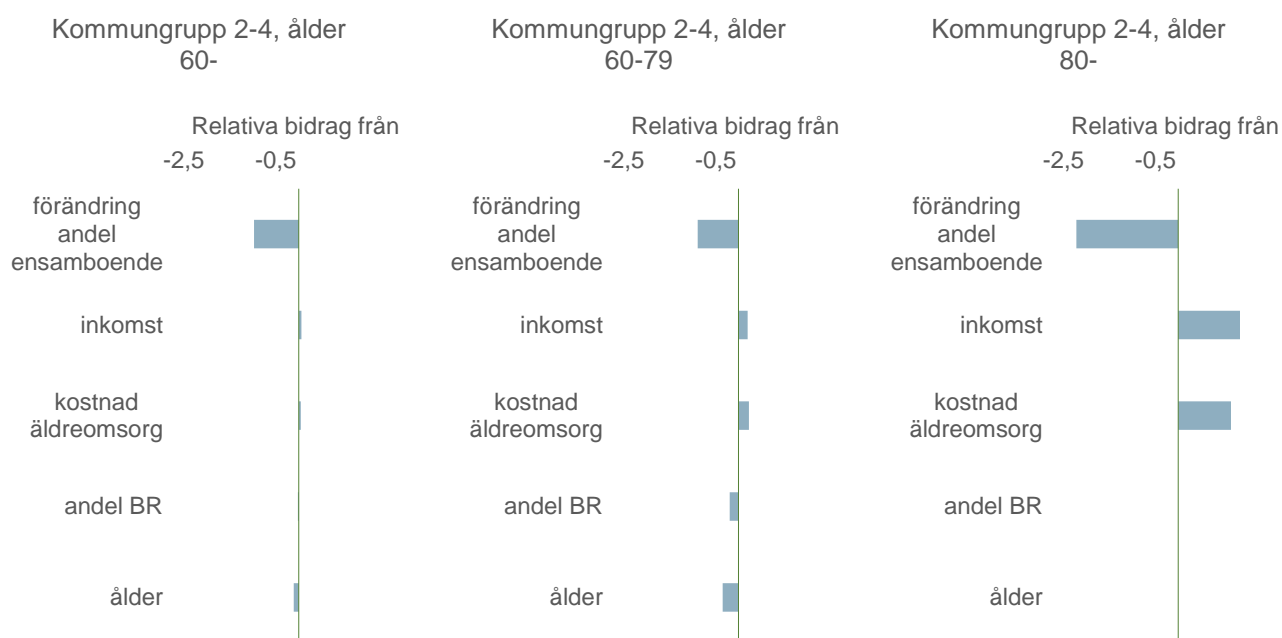 Kommungrupp 2-4, ålder
60-
Relativa bidrag från
-2,5 -0,5
förändring
andel
ensamboende
inkomst
kostnad
äldreomsorg
andel BR
ålder
Kommungrupp 2-4, ålder
60-79
Relativa bidrag från
-2,5 -0,5
förändring
andel
ensamboende
inkomst
kostnad
äldreomsorg
andel BR
ålder
Kommungrupp 2-4, ålder
80-
Relativa bidrag från
-2,5 -0,5
förändring
andel
ensamboende
inkomst
kostnad
äldreomsorg
andel BR
ålder